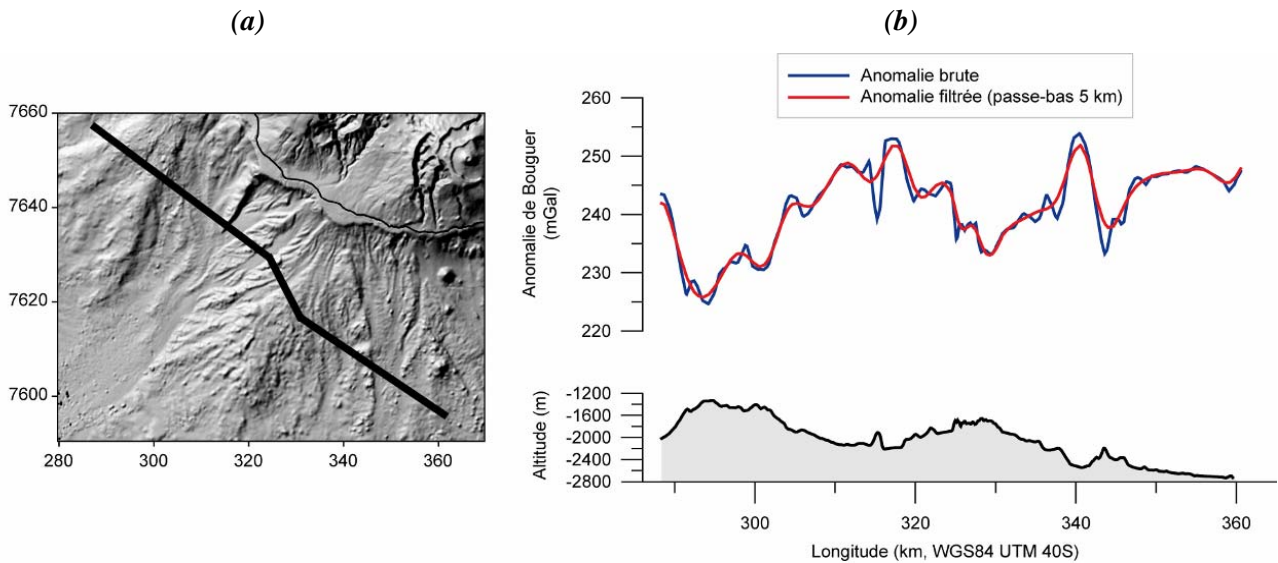 (a)
(b)
Anomalie brute
Anomalie filtrée (passe-bas 5 km)
7660
7640
7620
7600
280
300
320
340
360
260
250
240
230
220
Anomalie de Bouguer
(mGal)
-1200
-1600
-2000
-2400
-2800
Altitude (m)
300
320
340
360
Longitude (km, WGS84 UTM 40S)